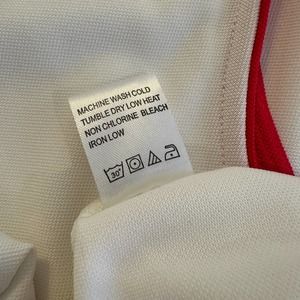 MACHINE WASH COLD
TUMBLE DRY LOW HEAT
NON CHLORINE BLEACH
IRON LOW
30°